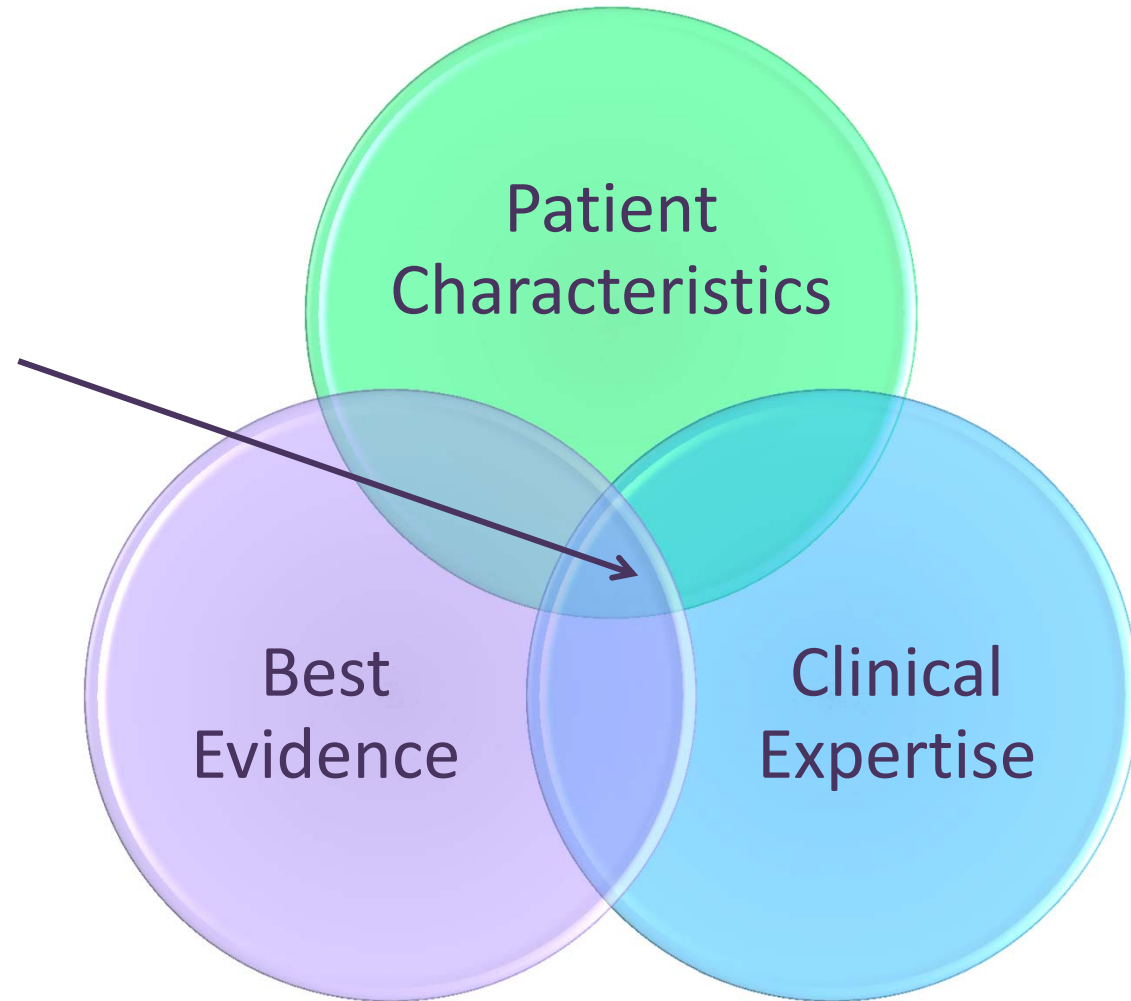 Patient
Characteristics
Best
Evidence
Clinical
Expertise